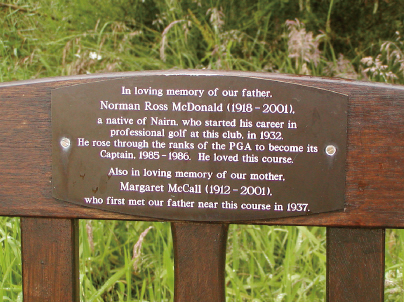 In loving memory of our father,
Norman Ross McDonald (1918-2001),
a native of Nairn, who started his career in
professional golf at this club, in 1932.
He rose through the ranks of the PGA to become its
Captain, 1985-1986. He loved this course.
Also in loving memory of our mother,
Margaret McCall (1912-2001),
who first met our father near this course in 1937.